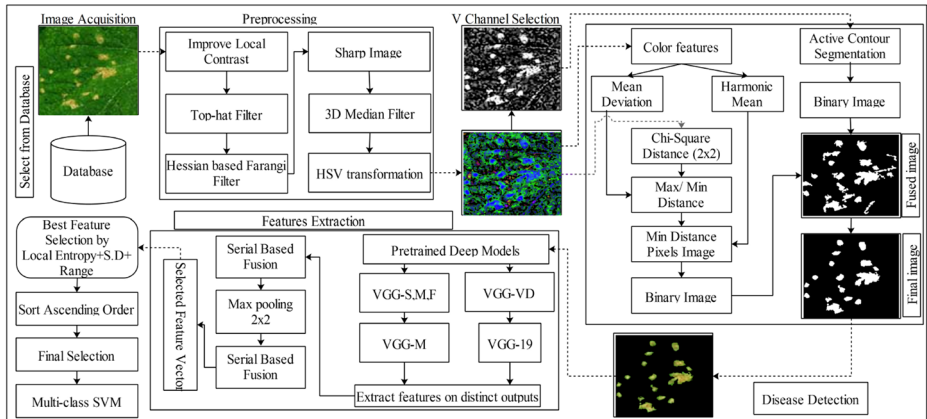 Image Acquisition
Preprocessing
V Channel Selection
Select from Database
Database
Improve Local
Contrast
Top-hat Filter
Hessian based Farangi
Filter
Sharp Image
3D Median Filter
HSV transformation
Color features
Mean
Deviation
Harmonic
Mean
Chi-Square
Distance (2x2)
Max/ Min
Distance
Min Distance
Pixels Image
Binary Image
Active Contour
Segmentation
Binary Image
Fused image
Final image
Disease Detection
Features Extraction
Pretrained Deep Models
VGG-S,M,F
VGG-VD
VGG-M
VGG-19
Extract features on distinct outputs
Serial Based
Fusion
Max pooling
2x2
Serial Based
Fusion
Selected Feature
Vector
Best Feature
Selection by
Local Entropy+S.D+
Range
Sort Ascending Order
Final Selection
Multi-class SVM